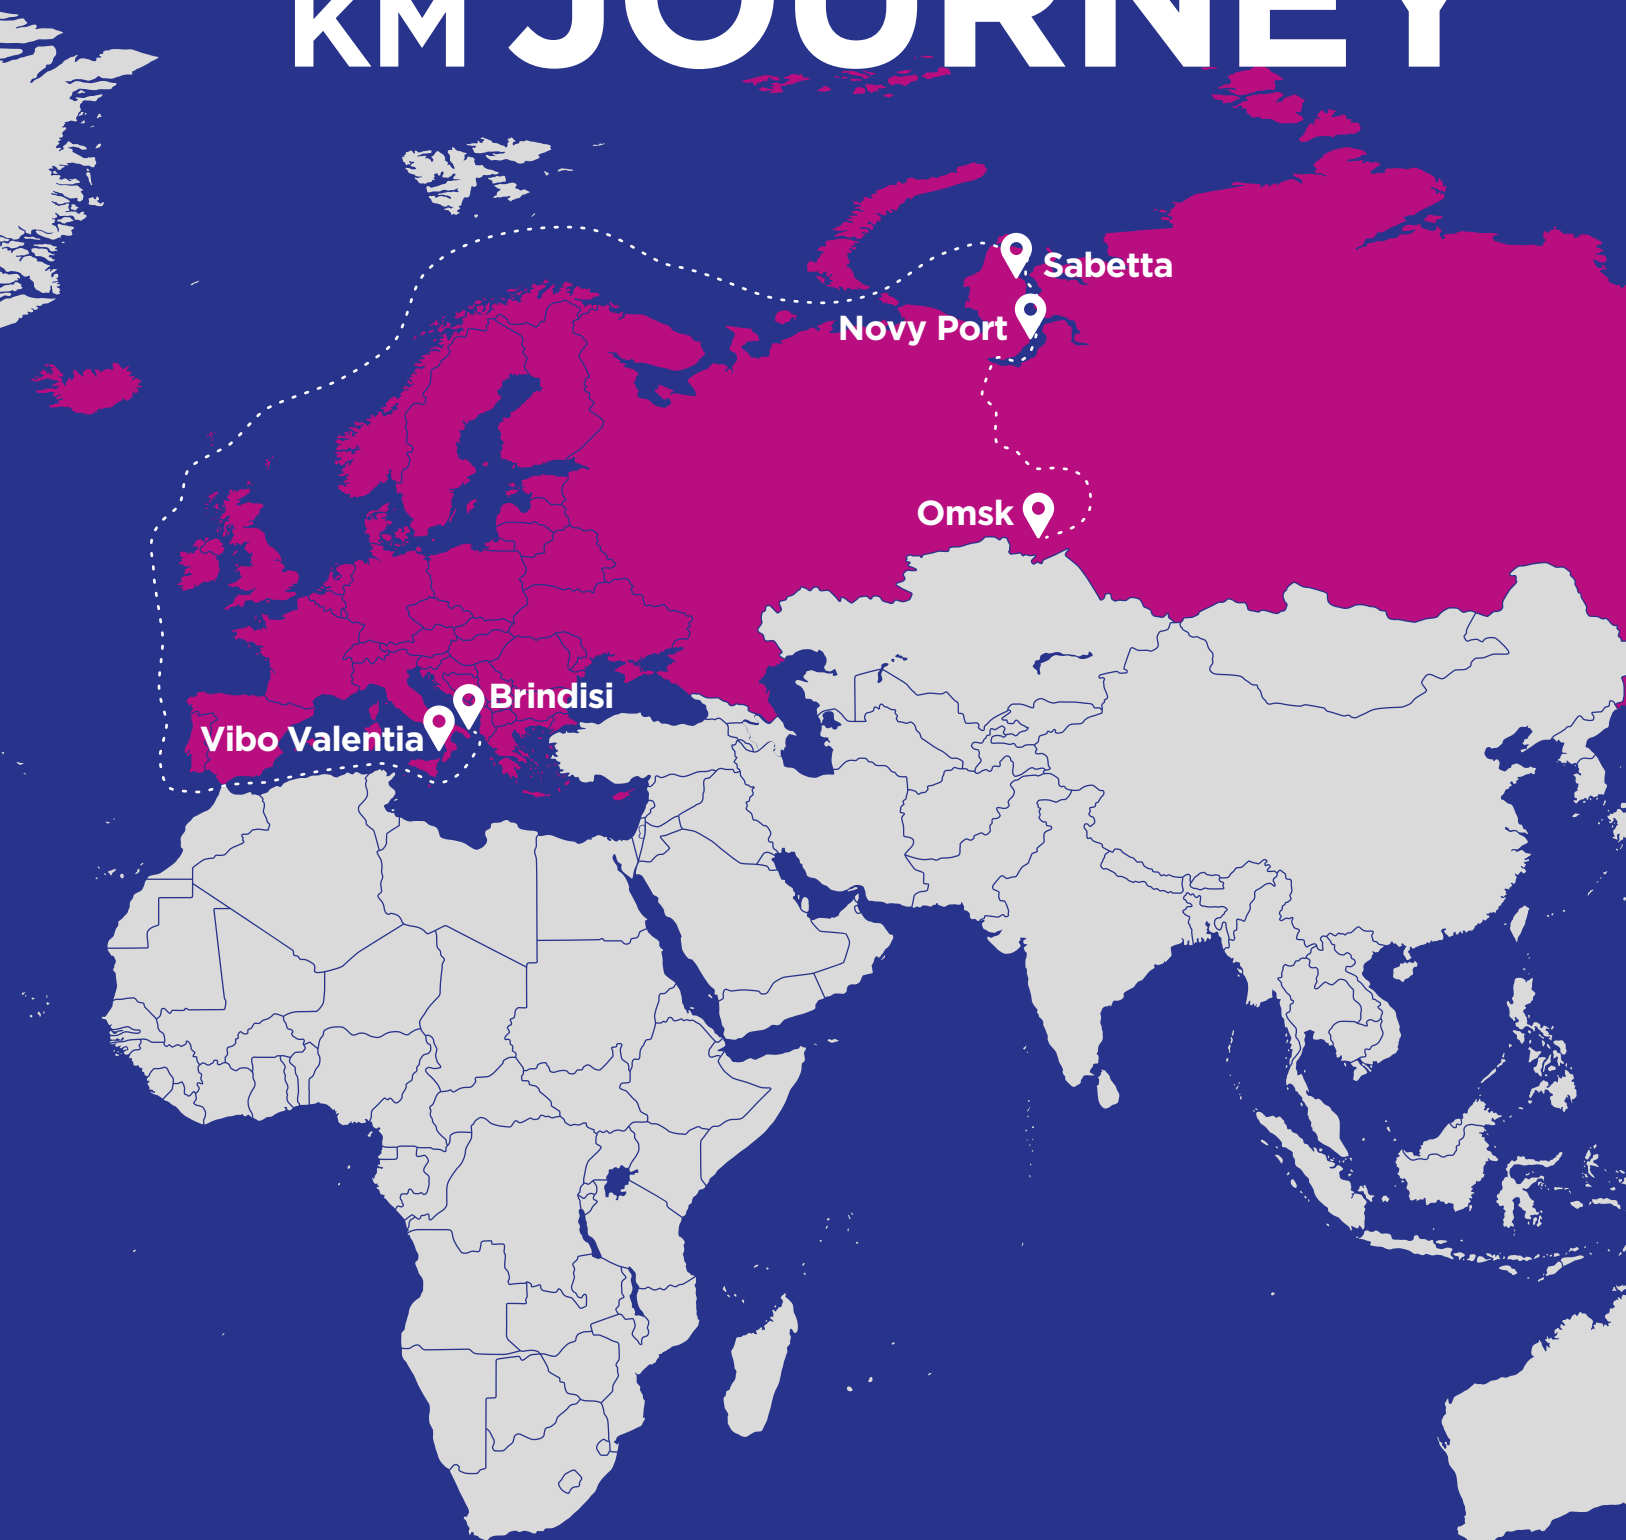 KM JOURNEY
Sabetta
Novy Port
Omsk
Brindisi
Vibo Valentia